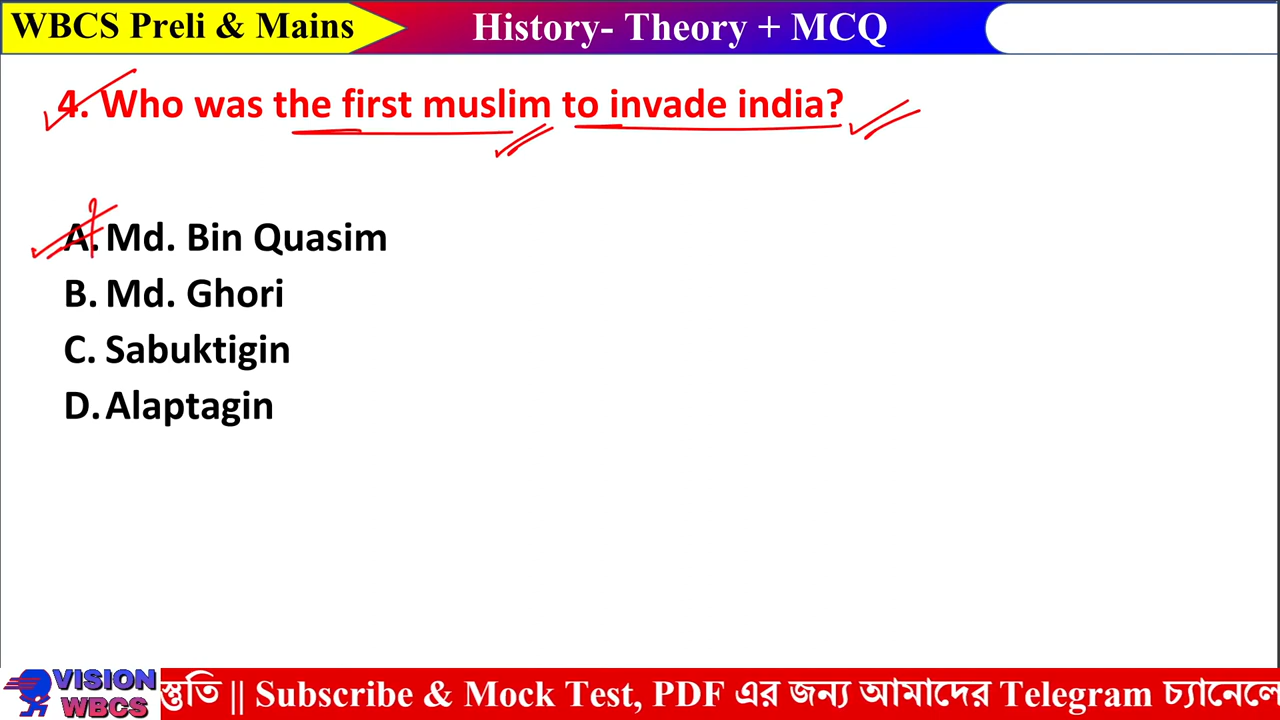 WBCS Preli & Mains
History- Theory + MCQ
4. Who was the first muslim to invade india?
A. Md. Bin Quasim
B. Md. Ghori
C. Sabuktigin
D. Alaptagin
VISION
WBCS
স্তুতি || Subscribe & Mock Test, PDF এর জন্য আমাদের Telegram চ্যানেলে